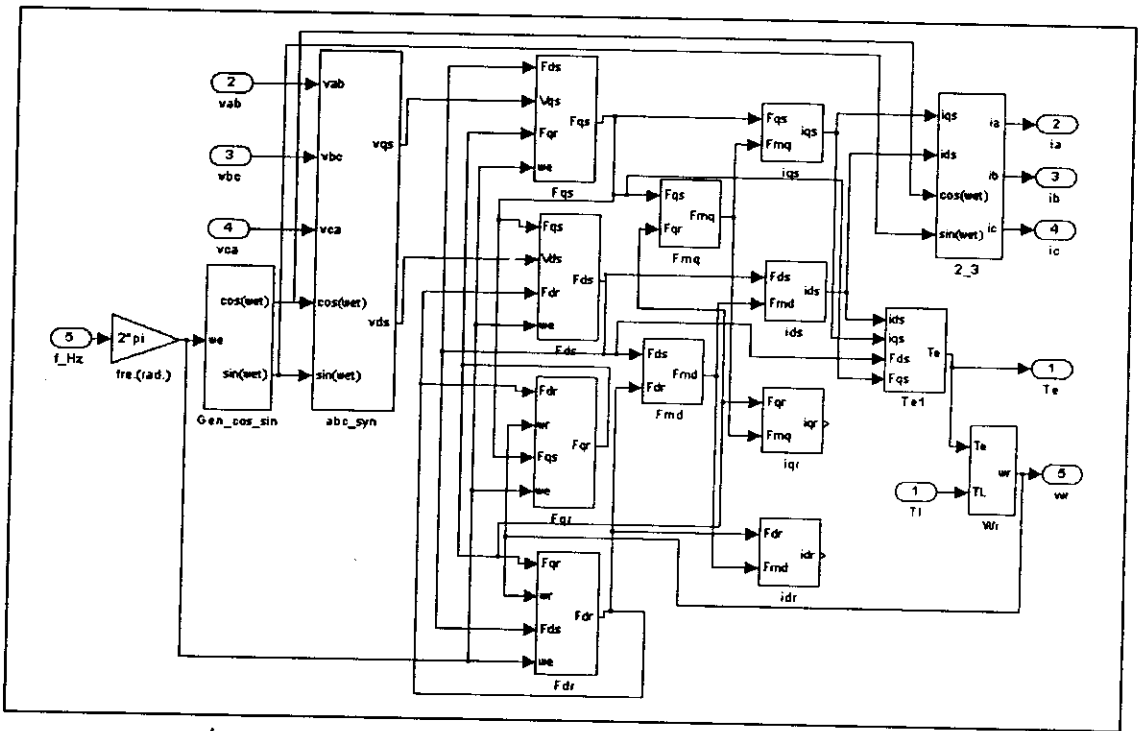 2
vab
3
vbc
4
vca
5
f_Hz
2*pi
fre.(rad.)
we
cos(wet)
sin(wet)
Gen_cos_sin
vab
vbc
vca
cos(wet)
sin(wet)
vqs
vds
abc_syn
Fds
Vqs
Fqr
we
Fqs
Fqs
Fqs
Vds
Fdr
we
Fds
Fds
Fdr
wr
Fqs
we
Fqr
Fqr
Fqr
wr
Fds
we
Fdr
Fdr
Fqs
Fqr
Fmq
Fmq
Fds
Fdr
Fmd
Fmd
Fqs
Fmq
iqs
iqs
Fds
Fmd
ids
ids
Fqr
Fmq
iqr
iqr
Fdr
Fmd
idr
idr
iqs
ids
cos(wet)
sin(wet)
ia
ib
ic
2_3
2
ia
3
ib
4
ic
ids
iqs
Fds
Fqs
Te
Te1
1
Te
1
Tl
Te
TL
wr
Wr
5
wr